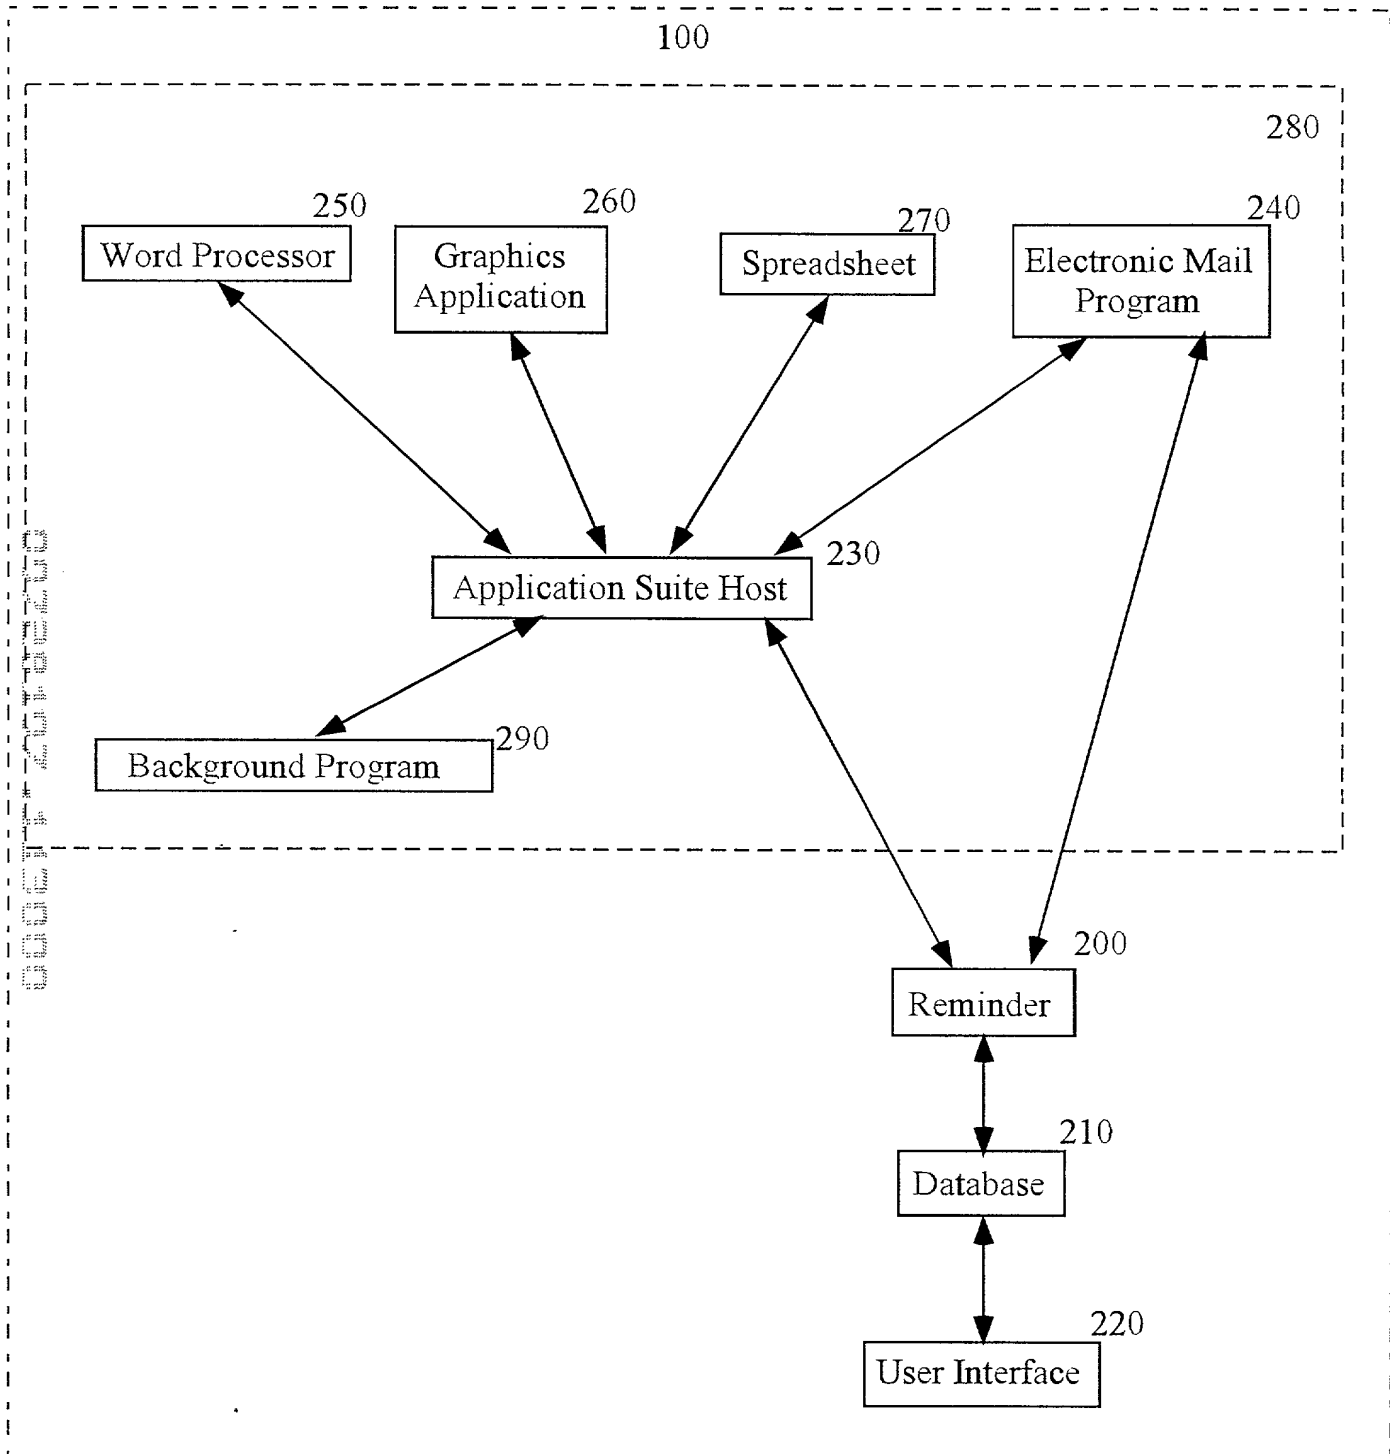 100
280
250
260
270
240
Word Processor
Graphics
Application
Spreadsheet
Electronic Mail
Program
230
Application Suite Host
290
Background Program
200
Reminder
210
Database
220
User Interface